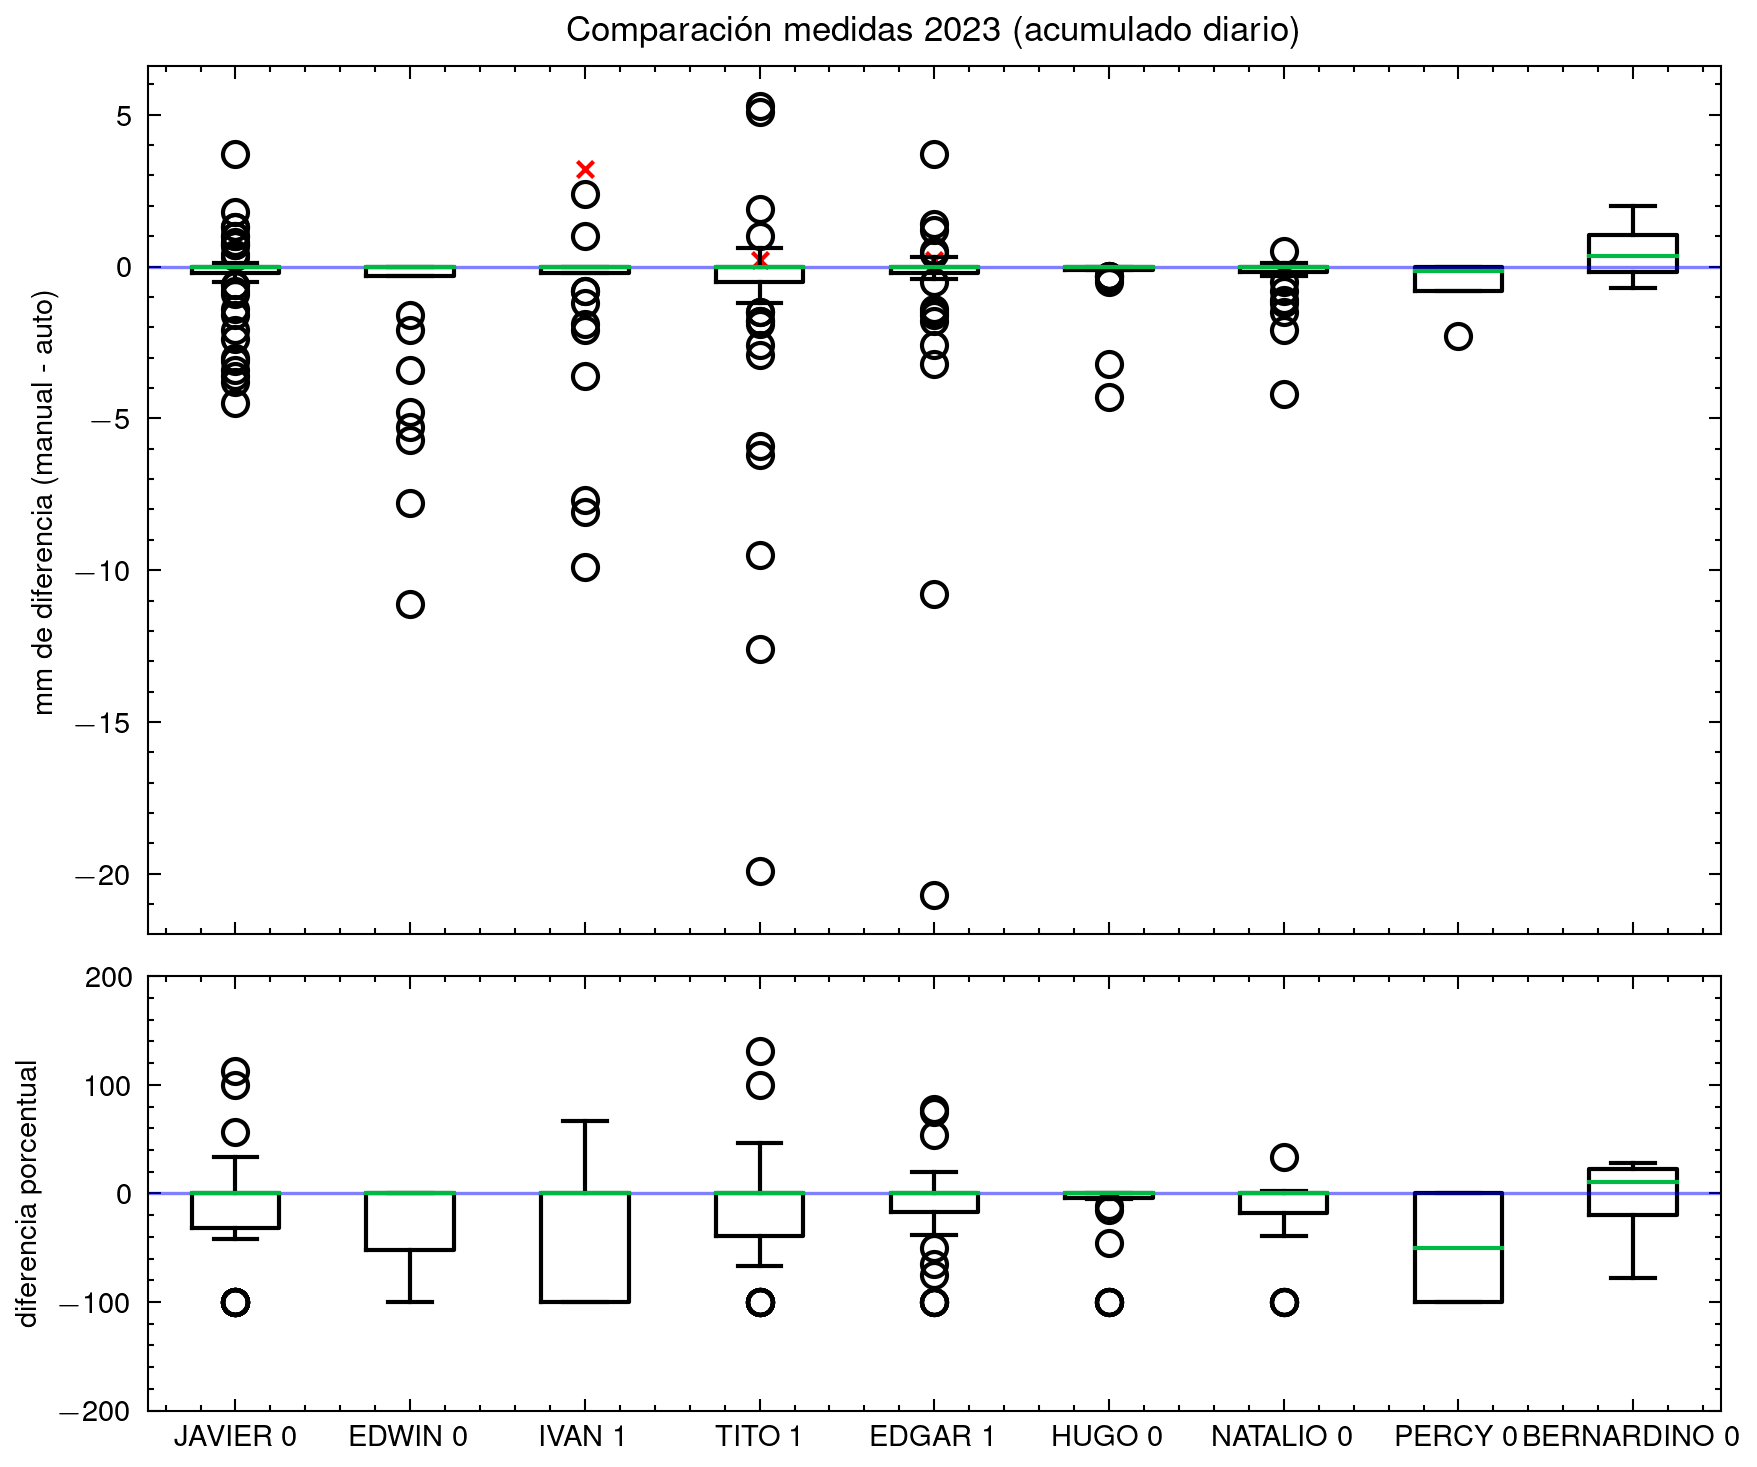 Comparación medidas 2023 (acumulado diario)
mm de diferencia (manual - auto)
5
0
−5
−10
−15
−20
diferencia porcentual
200
100
0
−100
−200
JAVIER 0 EDWIN 0 IVAN 1 TITO 1 EDGAR 1 HUGO 0 NATALIO 0 PERCY 0 BERNARDINO 0